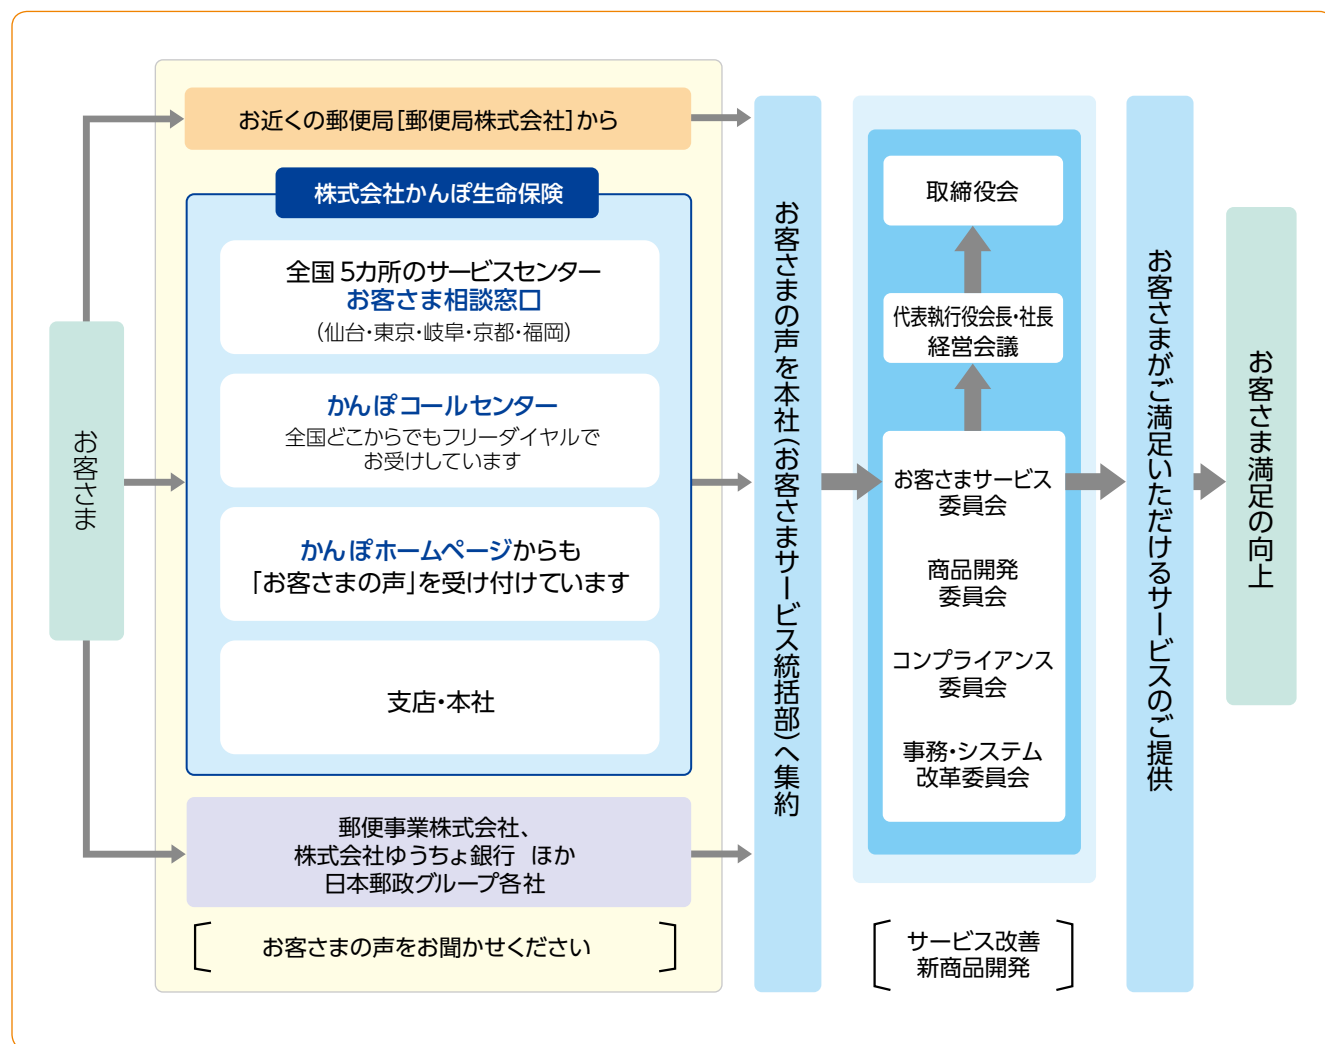 お客さま
お近くの郵便局[郵便局株式会社]から
株式会社かんぽ生命保険
全国5カ所のサービスセンター
お客さま相談窓口
（仙台・東京・岐阜・京都・福岡）
かんぽコールセンター
全国どこからでもフリーダイヤルで
お受けしています
かんぽホームページからも
「お客さまの声」を受け付けています
支店・本社
郵便事業株式会社、
株式会社ゆうちょ銀行　ほか
日本郵政グループ各社
お客さまの声をお聞かせください
お客さまの声を本社（お客さまサービス統括部）へ集約
取締役会
代表執行役会長・社長
経営会議
お客さまサービス
委員会
商品開発
委員会
コンプライアンス
委員会
事務・システム
改革委員会
サービス改善
新商品開発
お客さまがご満足いただけるサービスのご提供
お客さま満足の向上